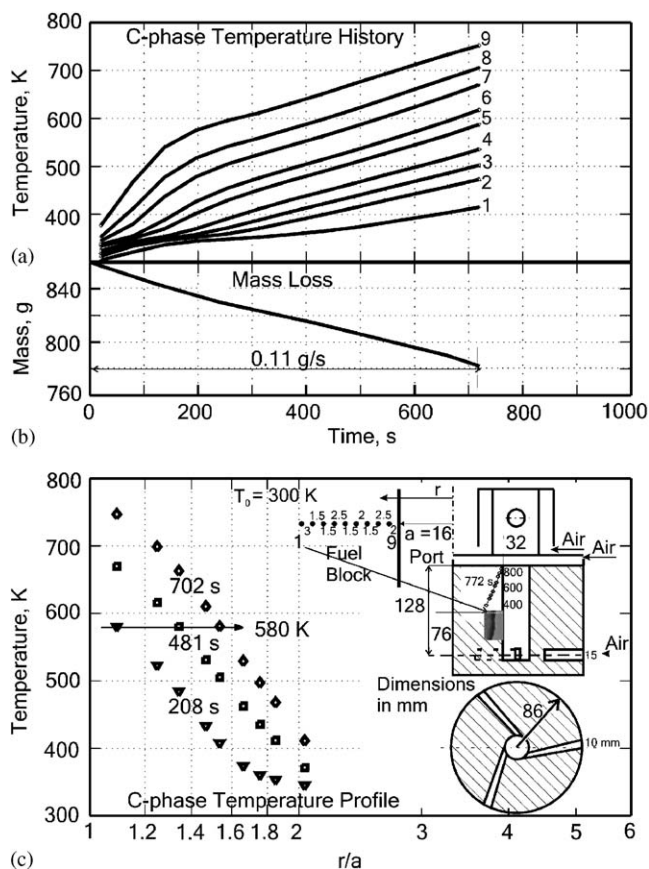 C-phase Temperature History
Temperature, K
800
700
600
500
400
9
8
7
6
5
4
3
2
1
(a)
Mass Loss
Mass, g
840
800
760
0.11 g/s
0 200 400 600 800 1000
Time, s
(b)
Temperature, K
800
700
600
500
400
300
T₀ = 300 K
1.5 2.5 1.5 2 2.5
3 1.5 1.5 1.5 2
1 9
Fuel
Block
r
a =16
Port
32
Air
Air
772 s
800
600
400
128
76
Air
15
702 s
481 s
580 K
208 s
Dimensions
in mm
86
10 mm
C-phase Temperature Profile
1 1.2 1.4 1.6 1.8 2 3 4 5 6
r/a
(c)